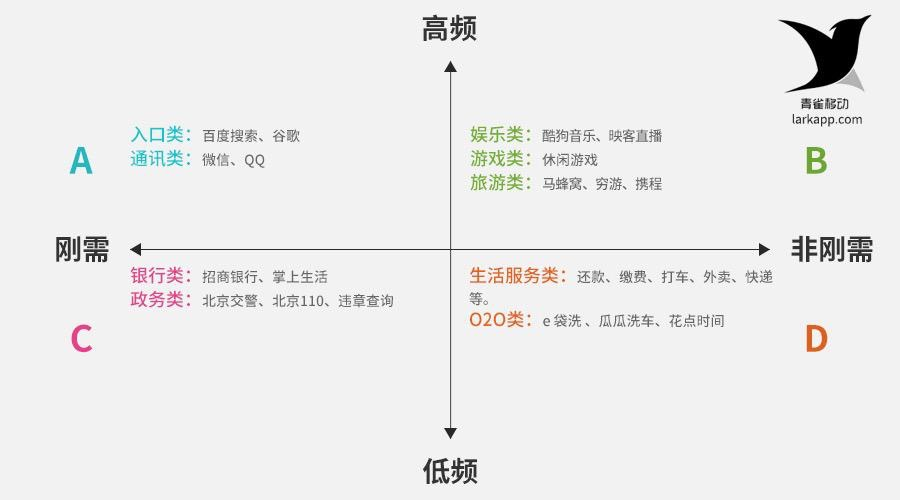 高频
青雀移动
larkapp.com
入口类：百度搜索、谷歌
通讯类：微信、QQ
A
娱乐类：酷狗音乐、映客直播
游戏类：休闲游戏
旅游类：马蜂窝、穷游、携程
B
刚需
非刚需
银行类：招商银行、掌上生活
政务类：北京交警、北京110、违章查询
C
生活服务类：还款、缴费、打车、外卖、快递
等。
O2O类：e 袋洗 、瓜瓜洗车、花点时间
D
低频